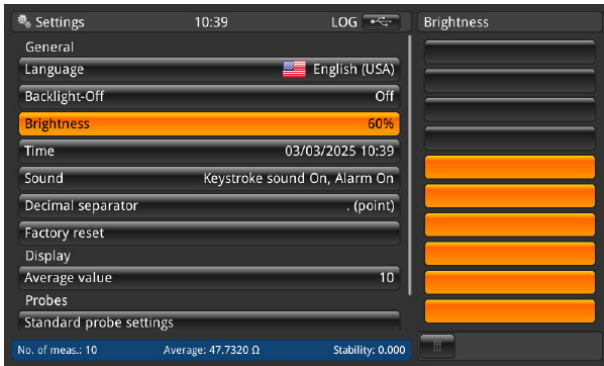 Settings 10:39 LOG Brightness
General
Language English (USA)
Backlight-Off Off
Brightness 60%
Time 03/03/2025 10:39
Sound Keystroke sound On, Alarm On
Decimal separator . (point)
Factory reset
Display
Average value 10
Probes
Standard probe settings
No. of meas.: 10 Average: 47.7320 Ω Stability: 0.000